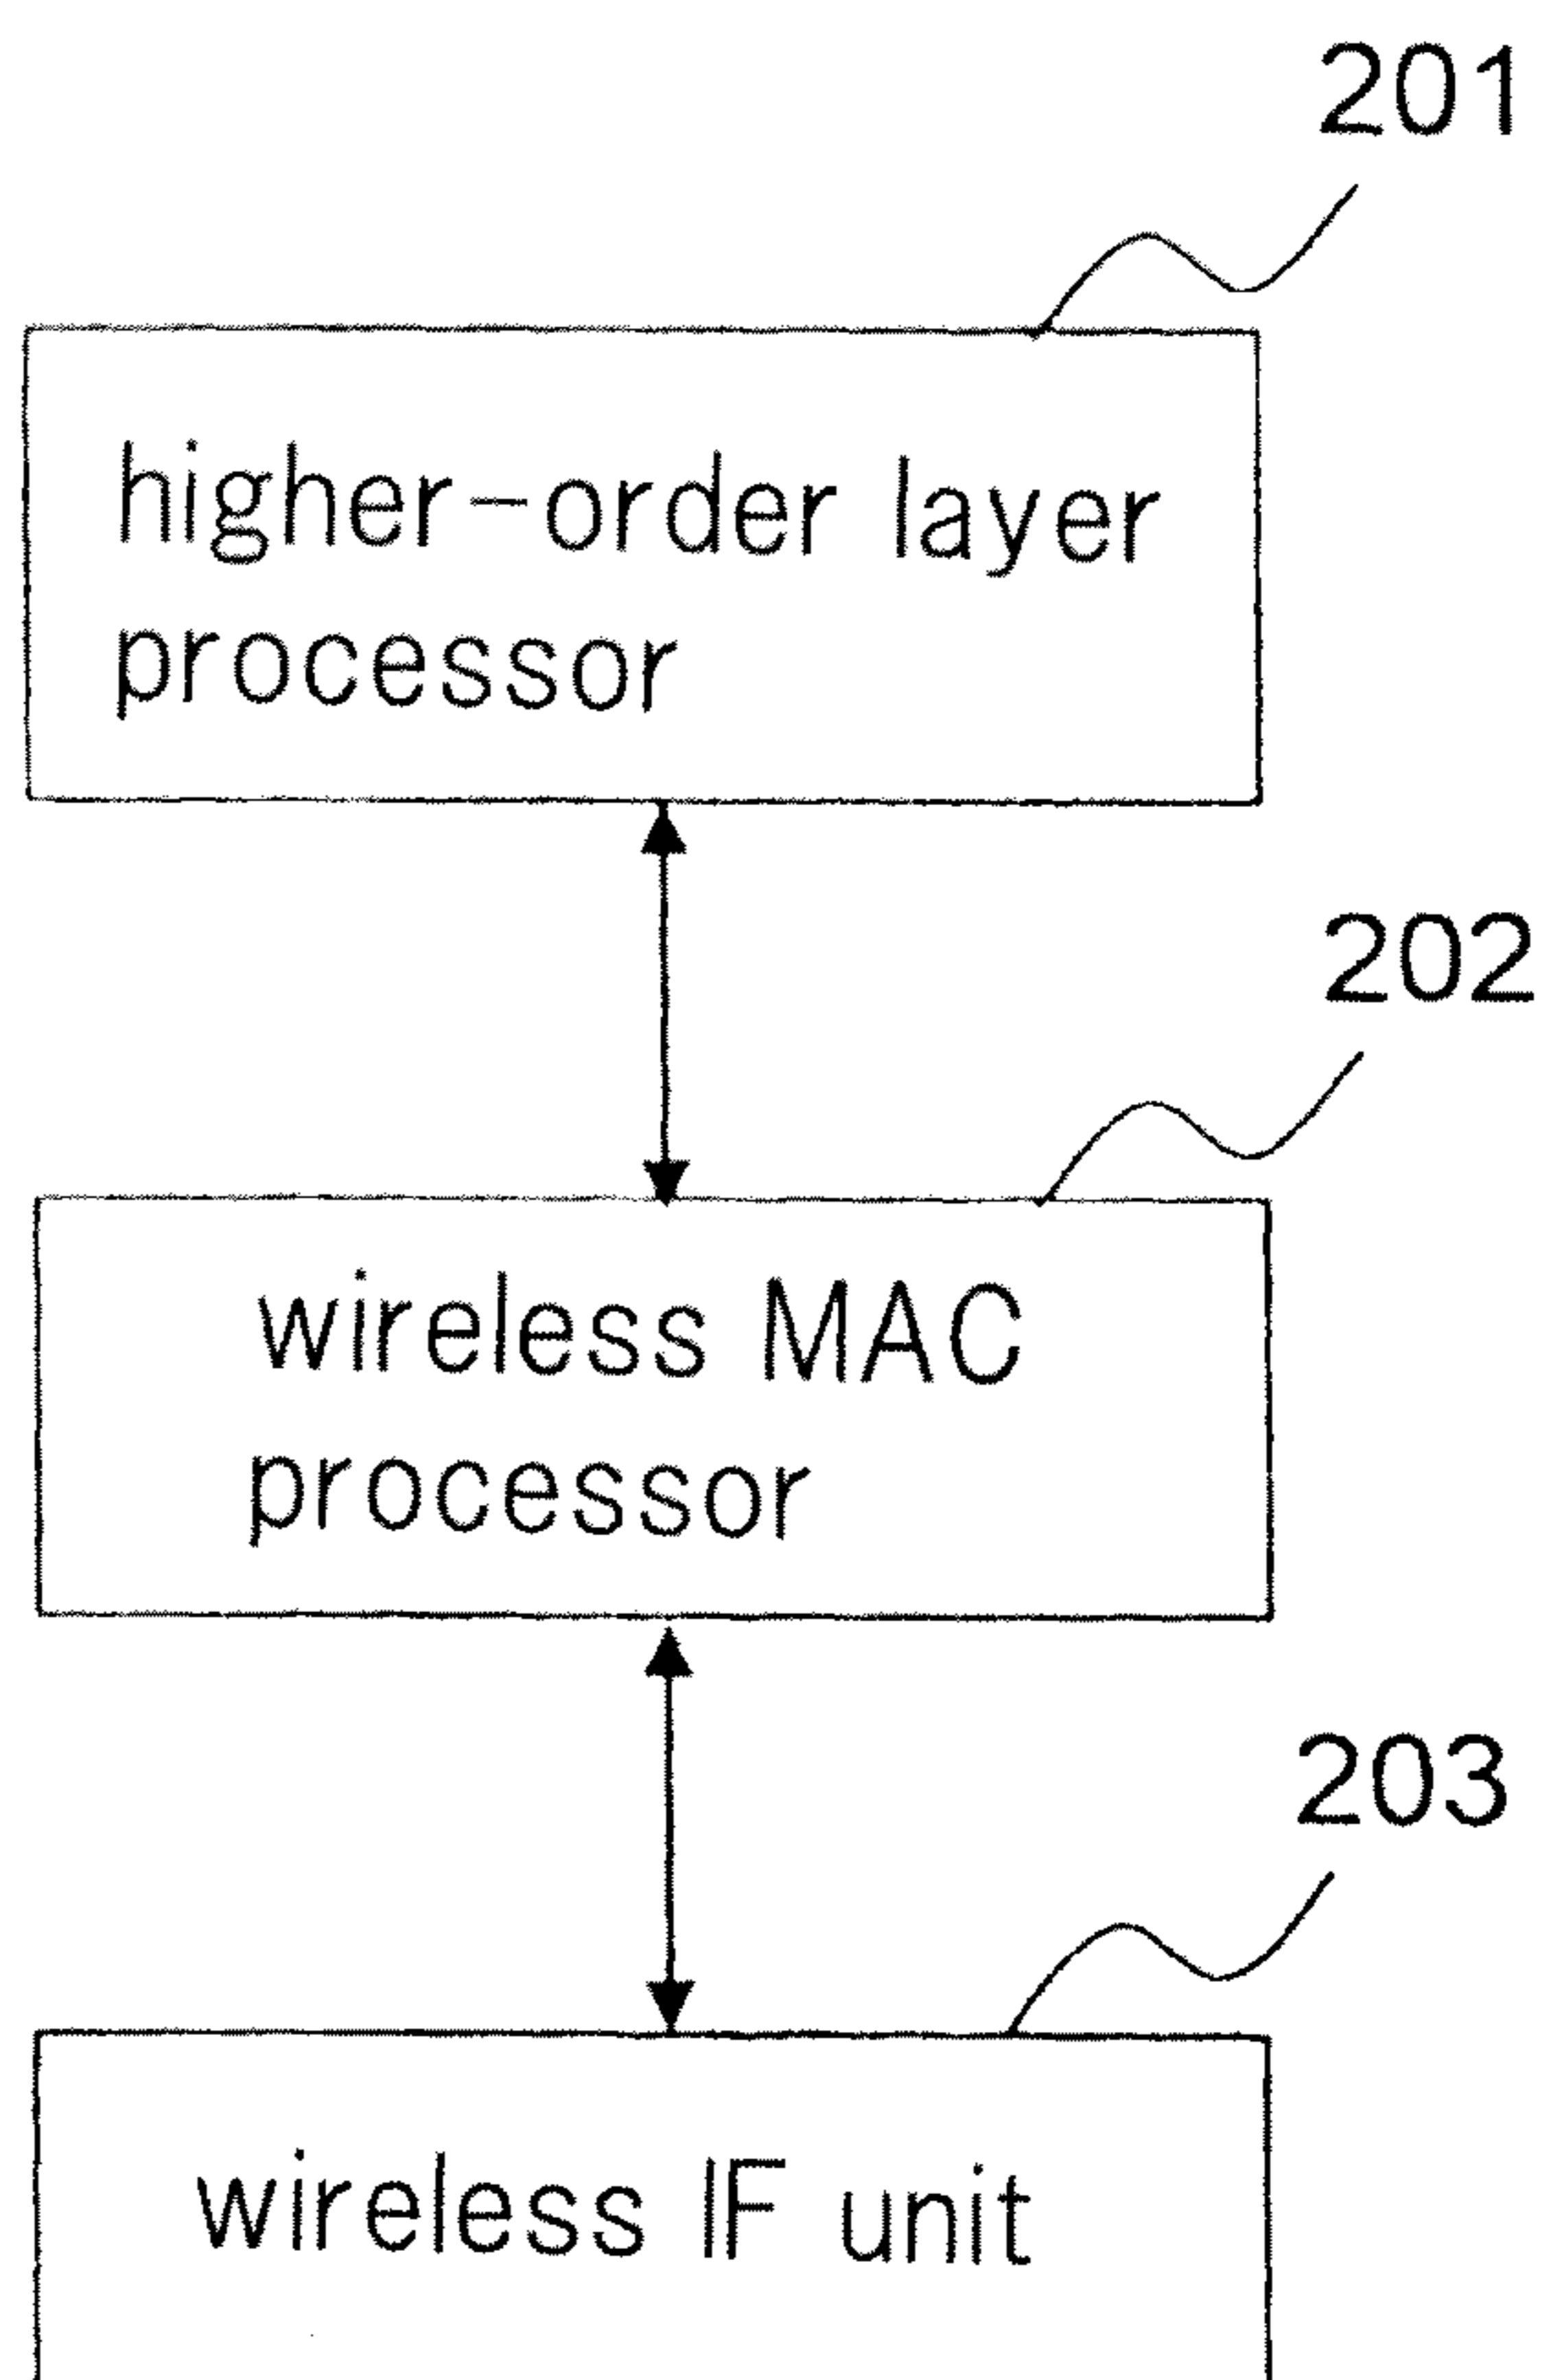 201
higher-order layer
processor
202
wireless MAC
processor
203
wireless IF unit